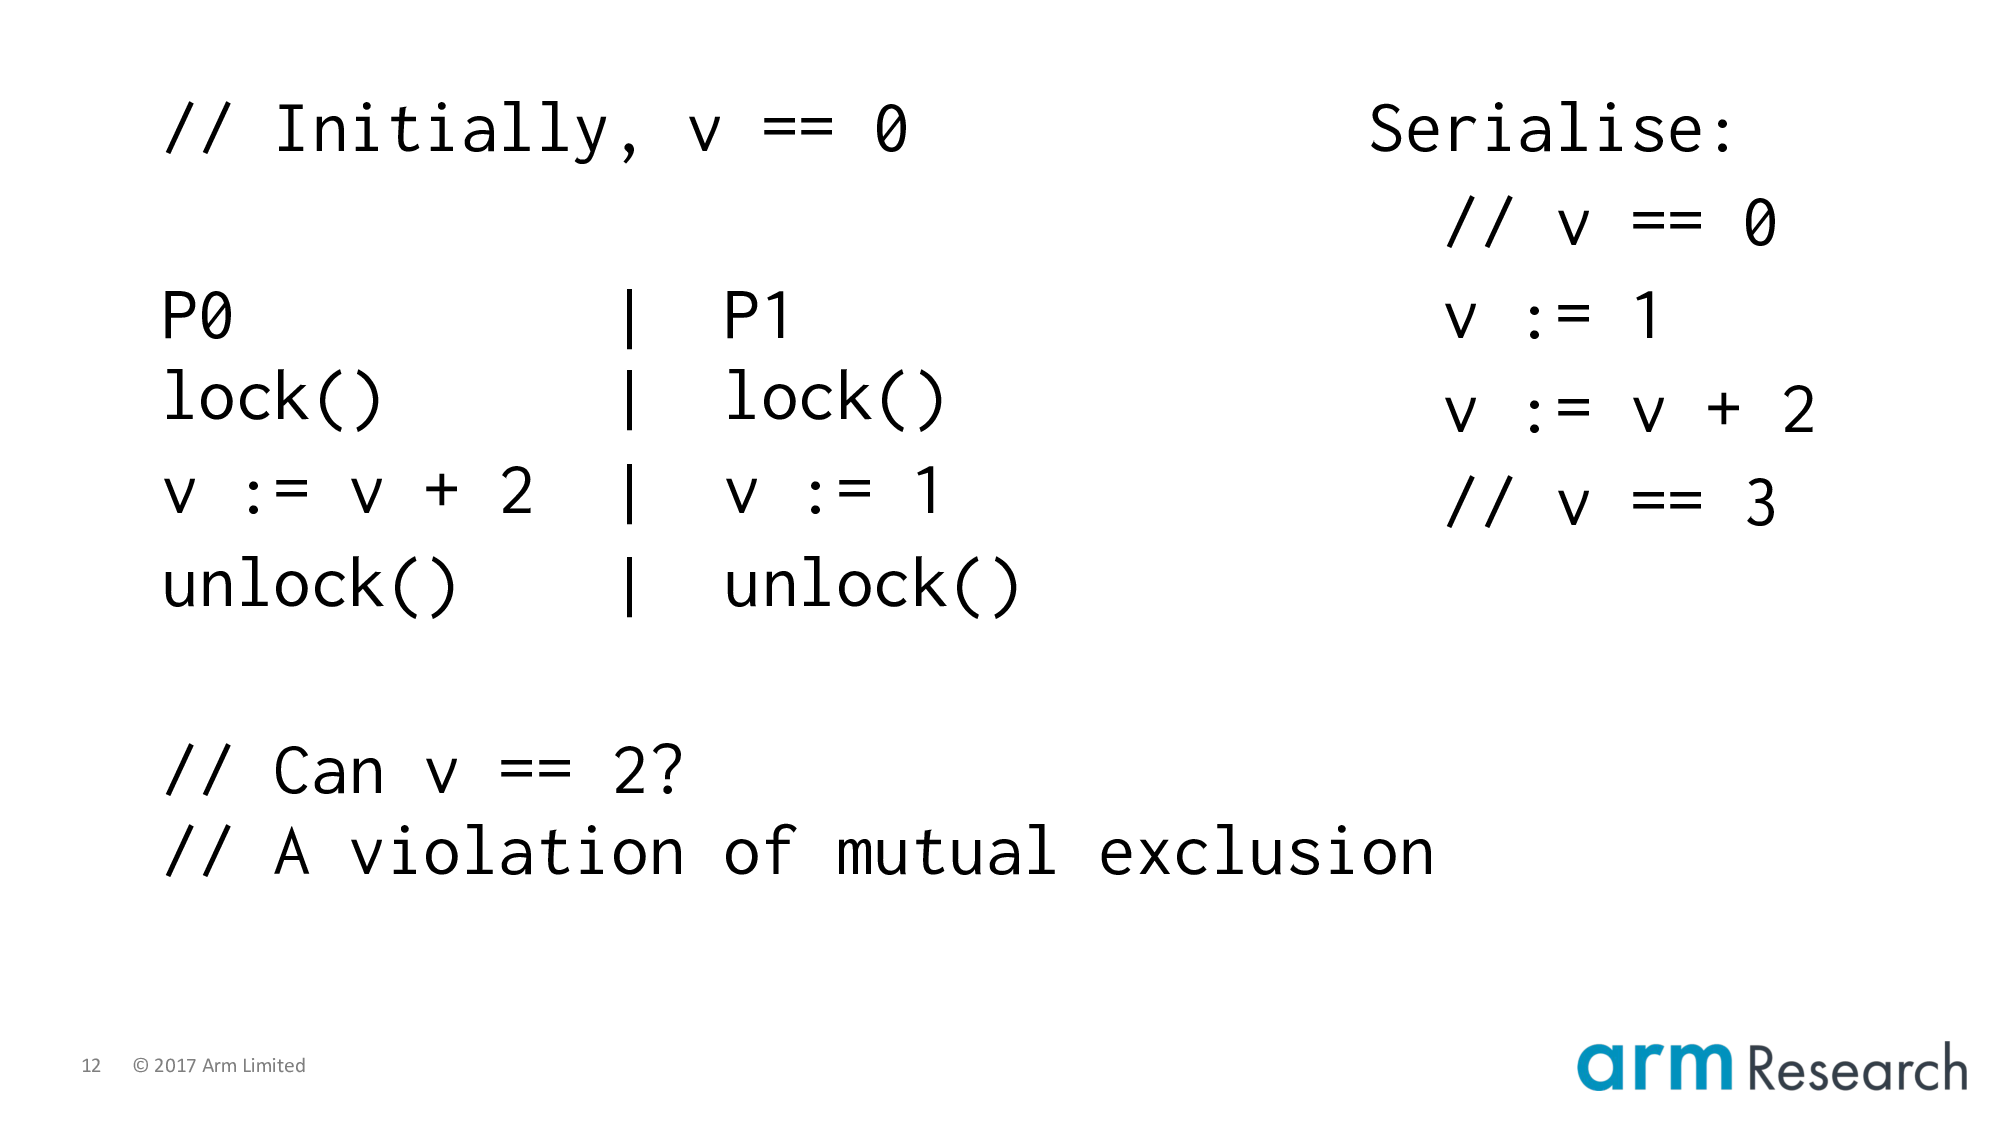 // Initially, v == 0
P0 | P1
lock() | lock()
v := v + 2 | v := 1
unlock() | unlock()
// Can v == 2?
// A violation of mutual exclusion
Serialise:
// v == 0
v := 1
v := v + 2
// v == 3
12 © 2017 Arm Limited
arm Research